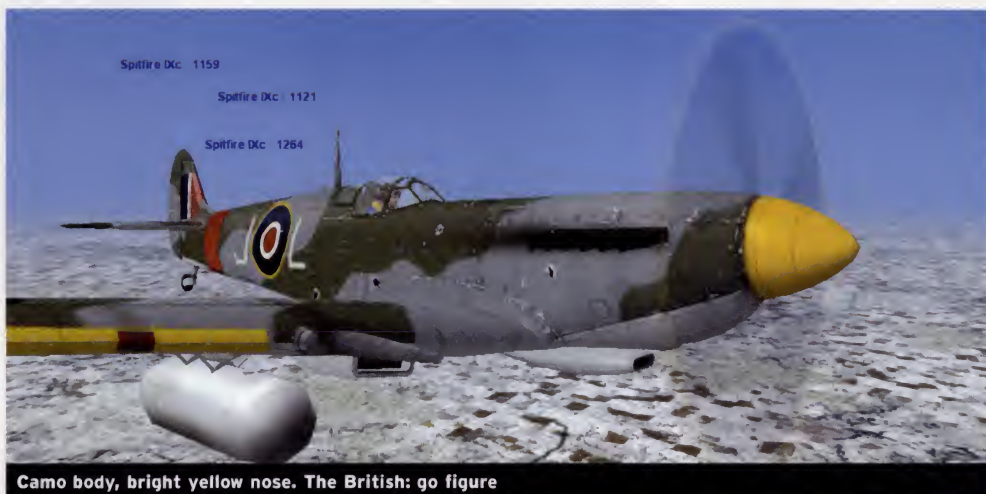 Spitfire IXc 1159
Spitfire IXc 1121
Spitfire IXc 1264
J L
Camo body, bright yellow nose. The British: go figure